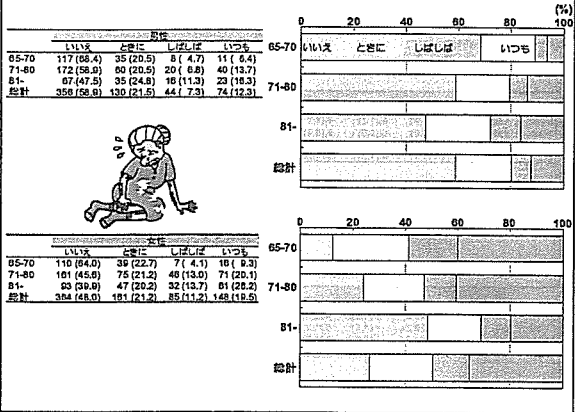 (%)
男性
いいえ ときに しばしば いつも
65-70 117(68.4) 35(20.5) 8( 4.7) 11( 6.4)
71-80 172(58.9) 60(20.5) 20( 6.8) 40(13.7)
81- 67(47.5) 35(24.8) 16(11.3) 23(16.3)
総計 356(58.9) 130(21.5) 44( 7.3) 74(12.3)
0 20 40 60 80 100
65-70 いいえ ときに しばしば いつも
71-80
81-
総計
女性
いいえ ときに しばしば いつも
65-70 110(64.0) 39(22.7) 7( 4.1) 16( 9.3)
71-80 161(45.6) 75(21.2) 46(13.0) 71(20.1)
81- 93(39.9) 47(20.2) 32(13.7) 61(26.2)
総計 364(48.0) 161(21.2) 85(11.2) 148(19.5)
0 20 40 60 80 100
65-70
71-80
81-
総計